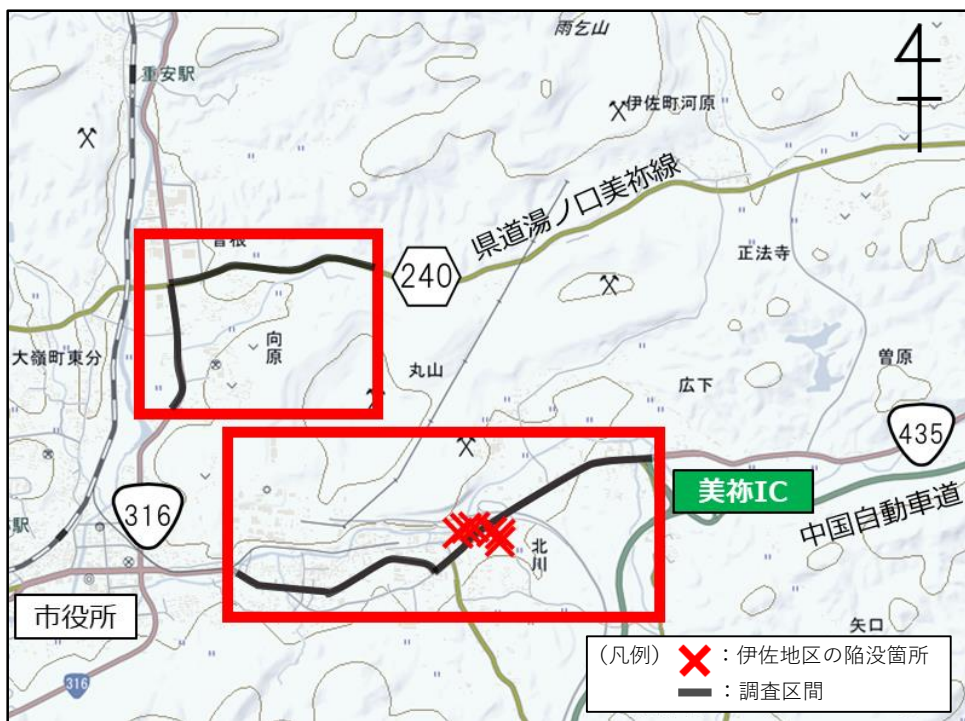 雨乞山
重安駅
伊佐町河原
県道湯ノ口美祢線
正法寺
曽根
240
向原
大嶺町東分
丸山
広下
曽原
435
美祢IC
中国自動車道
316
駅
北川
市役所
矢口
316
(凡例)
:伊佐地区の陥没箇所
:調査区間